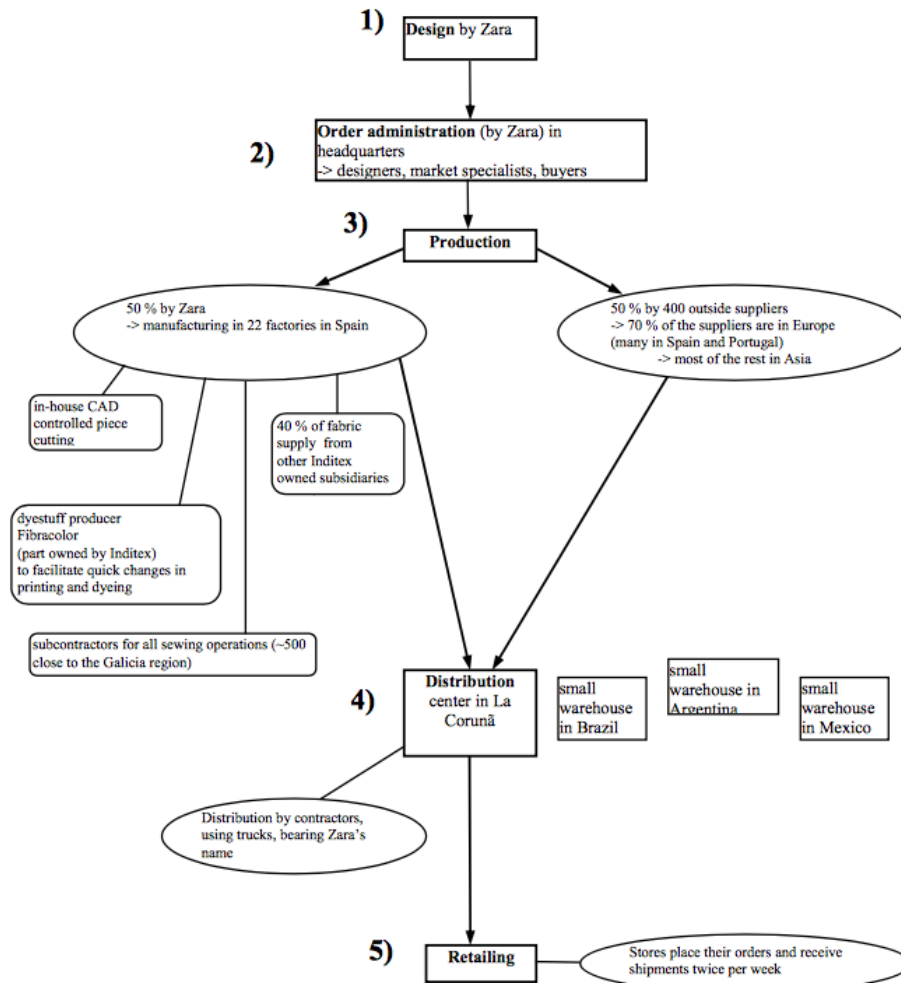 1)
Design by Zara
2)
Order administration (by Zara) in
headquarters
-> designers, market specialists, buyers
3)
Production
50 % by Zara
-> manufacturing in 22 factories in Spain
50 % by 400 outside suppliers
-> 70 % of the suppliers are in Europe
(many in Spain and Portugal)
-> most of the rest in Asia
in-house CAD
controlled piece
cutting
40 % of fabric
supply from
other Inditex
owned subsidiaries
dyestuff producer
Fibracolor
(part owned by Inditex)
to facilitate quick changes in
printing and dyeing
subcontractors for all sewing operations (~500
close to the Galicia region)
4)
Distribution
center in La
Corunã
small
warehouse
in Brazil
small
warehouse in
Argentina
small
warehouse
in Mexico
Distribution by contractors,
using trucks, bearing Zara's
name
5)
Retailing
Stores place their orders and receive
shipments twice per week